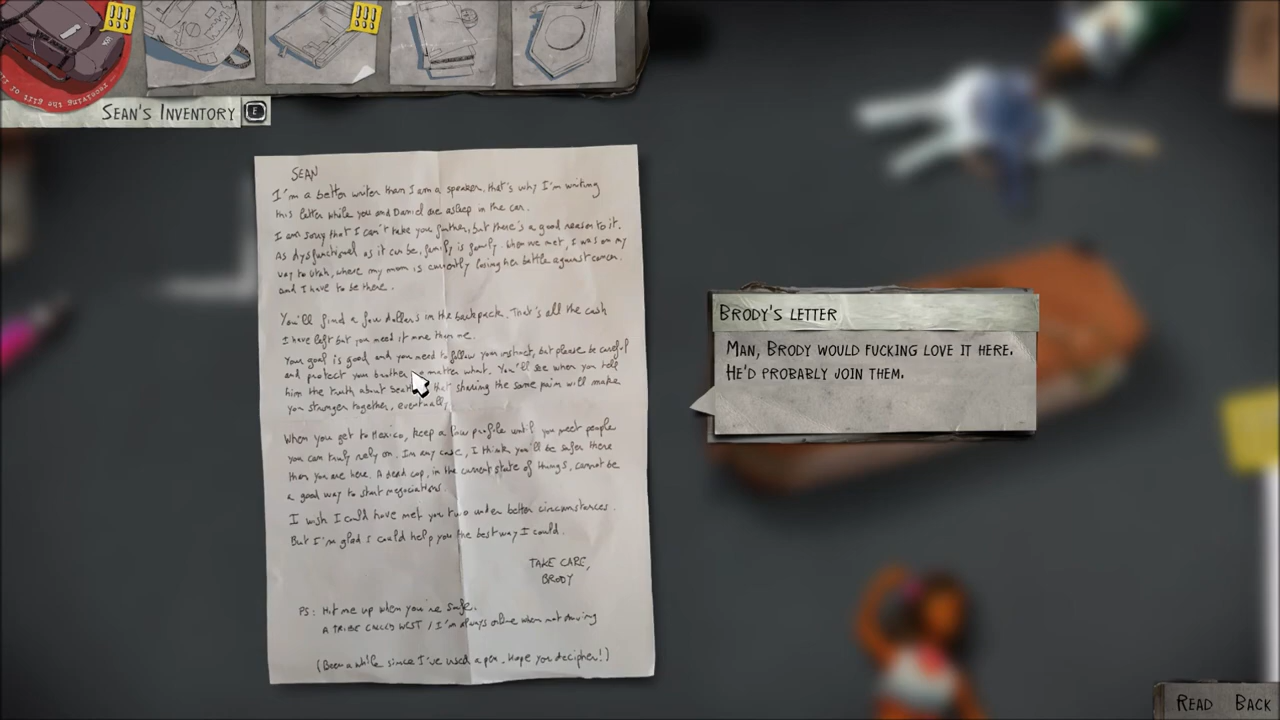 SEAN'S INVENTORY E
SEAN
I'm a better writer than I am a speaker. that's why I'm writing
this letter while you and Daniel are asleep in the car.
I am sorry that I can't take you further, but there's a good reason to it.
As dysfunctional as it can be, family is family. When we met, I was on my
way to Utah, where my mom is currently losing her battle against cancer.
and I have to be there.
You'll find a few dollars in the backpack. That's all the cash
I have left but you need it more than me.
Your goal is good and you need to follow your instinct, but please be careful
and protect your brother no matter what. You'll see when you tell
him the truth about that sharing the same pain will make
you stronger together, eventually.
When you get to Mexico, keep a low profile until you meet people
you can truly rely on. In any case, I think you'll be safer there
than you are here. A dead cop, in the current state of things, cannot be
a good way to start negociations.
I wish I could have met you two under better circumstances.
But I'm glad I could help you the best way I could.
TAKE CARE,
BRODY
PS: Hit me up when you're safe.
A TRIBE CALLED WEST / I'm always online when not driving
(Been a while since I've used a pen. Hope you decipher!)
BRODY'S LETTER
MAN, BRODY WOULD FUCKING LOVE IT HERE.
HE'D PROBABLY JOIN THEM.
READ BACK